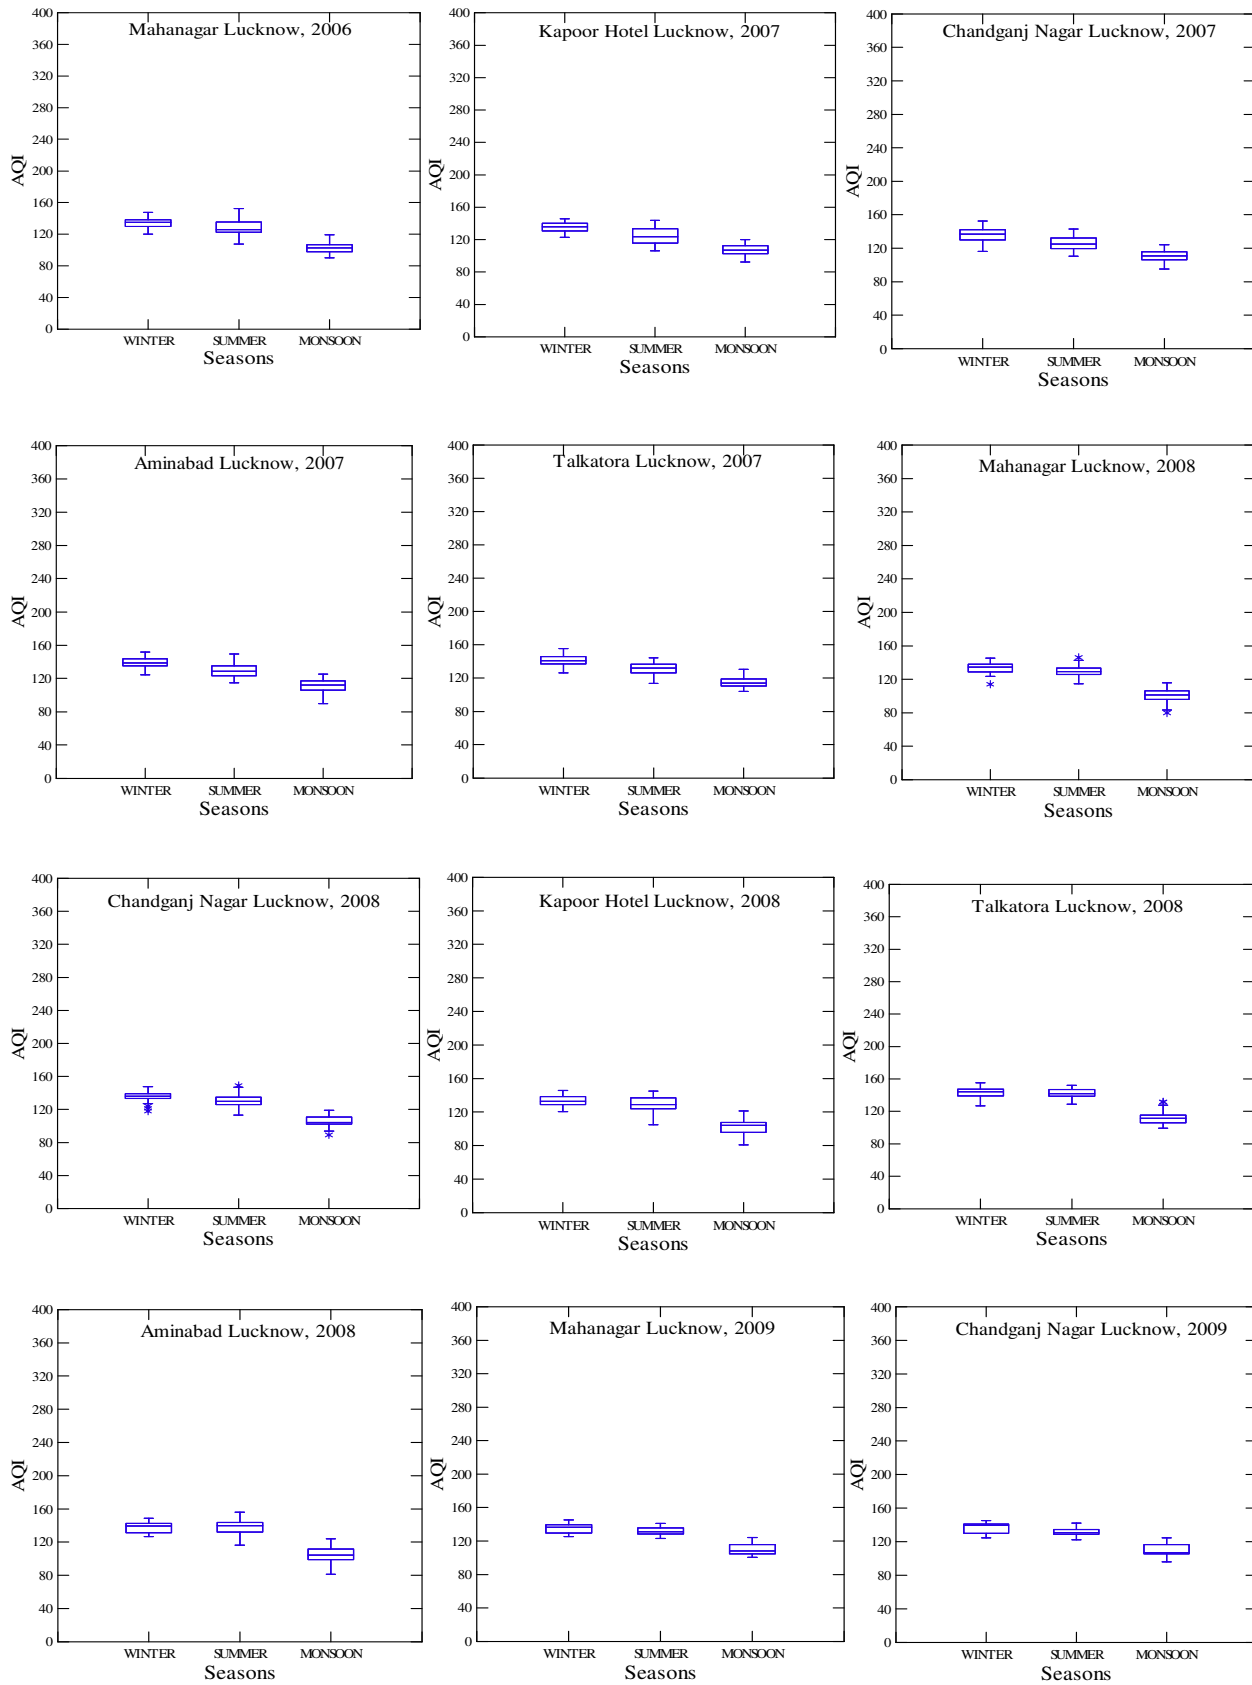 Mahanagar Lucknow, 2006
400
360
320
280
240
200
160
120
80
40
0
AQI
WINTER SUMMER MONSOON
Seasons
Kapoor Hotel Lucknow, 2007
400
360
320
280
240
200
160
120
80
40
0
AQI
WINTER SUMMER MONSOON
Seasons
Chandganj Nagar Lucknow, 2007
400
360
320
280
240
200
160
120
80
40
0
AQI
WINTER SUMMER MONSOON
Seasons
Aminabad Lucknow, 2007
400
360
320
280
240
200
160
120
80
40
0
AQI
WINTER SUMMER MONSOON
Seasons
Talkatora Lucknow, 2007
400
360
320
280
240
200
160
120
80
40
0
AQI
WINTER SUMMER MONSOON
Seasons
Mahanagar Lucknow, 2008
400
360
320
280
240
200
160
120
80
40
0
AQI
WINTER SUMMER MONSOON
Seasons
Chandganj Nagar Lucknow, 2008
400
360
320
280
240
200
160
120
80
40
0
AQI
WINTER SUMMER MONSOON
Seasons
Kapoor Hotel Lucknow, 2008
400
360
320
280
240
200
160
120
80
40
0
AQI
WINTER SUMMER MONSOON
Seasons
Talkatora Lucknow, 2008
400
360
320
280
240
200
160
120
80
40
0
AQI
WINTER SUMMER MONSOON
Seasons
Aminabad Lucknow, 2008
400
360
320
280
240
200
160
120
80
40
0
AQI
WINTER SUMMER MONSOON
Seasons
Mahanagar Lucknow, 2009
400
360
320
280
240
200
160
120
80
40
0
AQI
WINTER SUMMER MONSOON
Seasons
Chandganj Nagar Lucknow, 2009
400
360
320
280
240
200
160
120
80
40
0
AQI
WINTER SUMMER MONSOON
Seasons